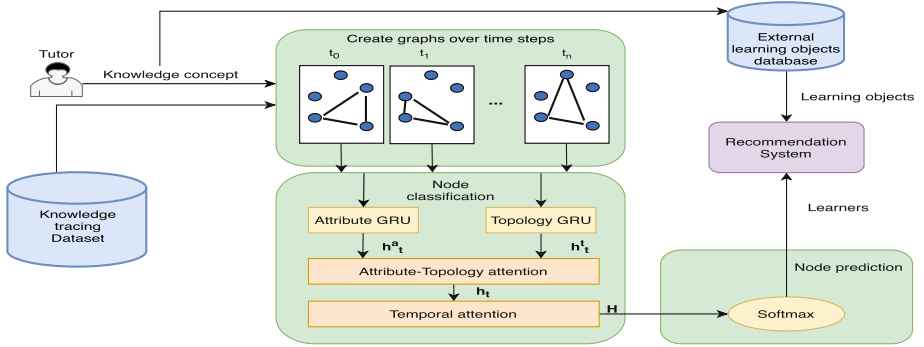 Tutor
Knowledge concept
Knowledge
tracing
Dataset
Create graphs over time steps
t0
t1
tn
...
Node
classification
Attribute GRU
Topology GRU
hat
htt
Attribute-Topology attention
ht
Temporal attention
H
External
learning objects
database
Learning objects
Recommendation
System
Learners
Node prediction
Softmax